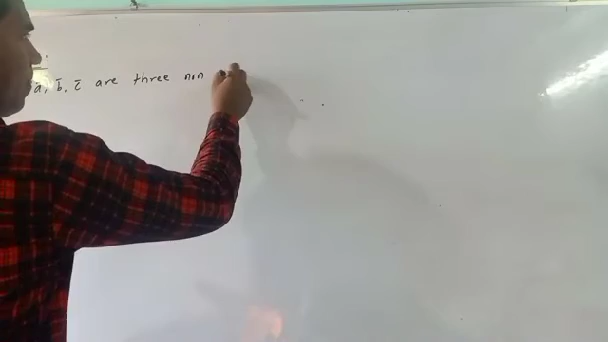 a̅, b̅, c̅ are three non